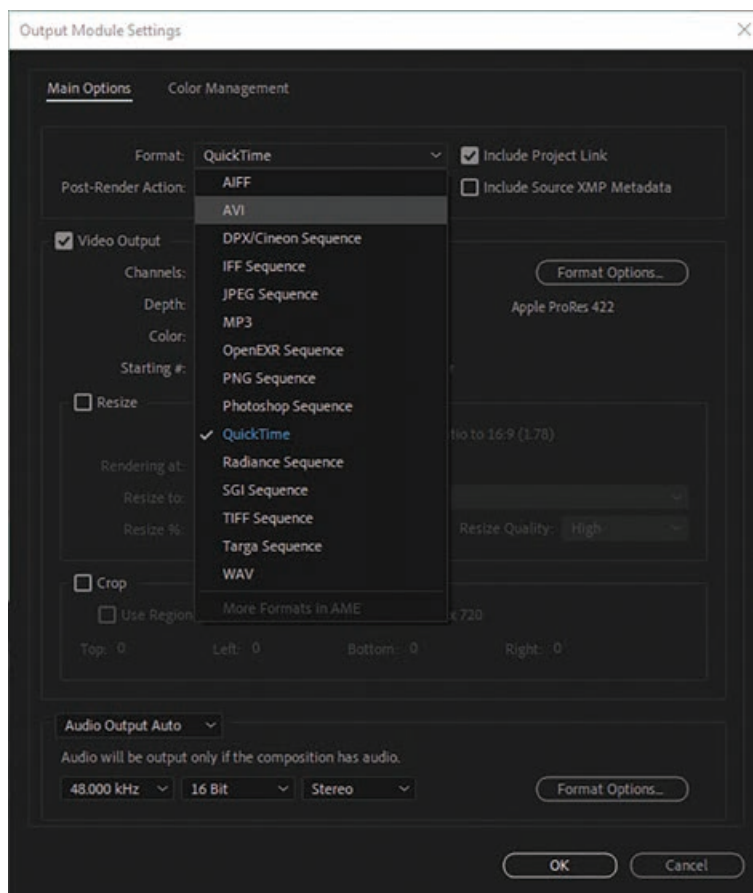 Output Module Settings
Main Options Color Management
Format: QuickTime Include Project Link
Post-Render Action: AIFF Include Source XMP Metadata
AVI
Video Output DPX/Cineon Sequence
Channels: IFF Sequence Format Options...
Depth: JPEG Sequence Apple ProRes 422
Color: MP3
OpenEXR Sequence
Starting #: PNG Sequence
Resize Photoshop Sequence
QuickTime tio to 16:9 (1.78)
Rendering at: Radiance Sequence
Resize to: SGI Sequence
Resize %: TIFF Sequence Resize Quality: High
Targa Sequence
Crop WAV
Use Region More Formats in AME x 720
Top: 0 Left: 0 Bottom: 0 Right: 0
Audio Output Auto
Audio will be output only if the composition has audio.
48.000 kHz 16 Bit Stereo Format Options...
OK Cancel